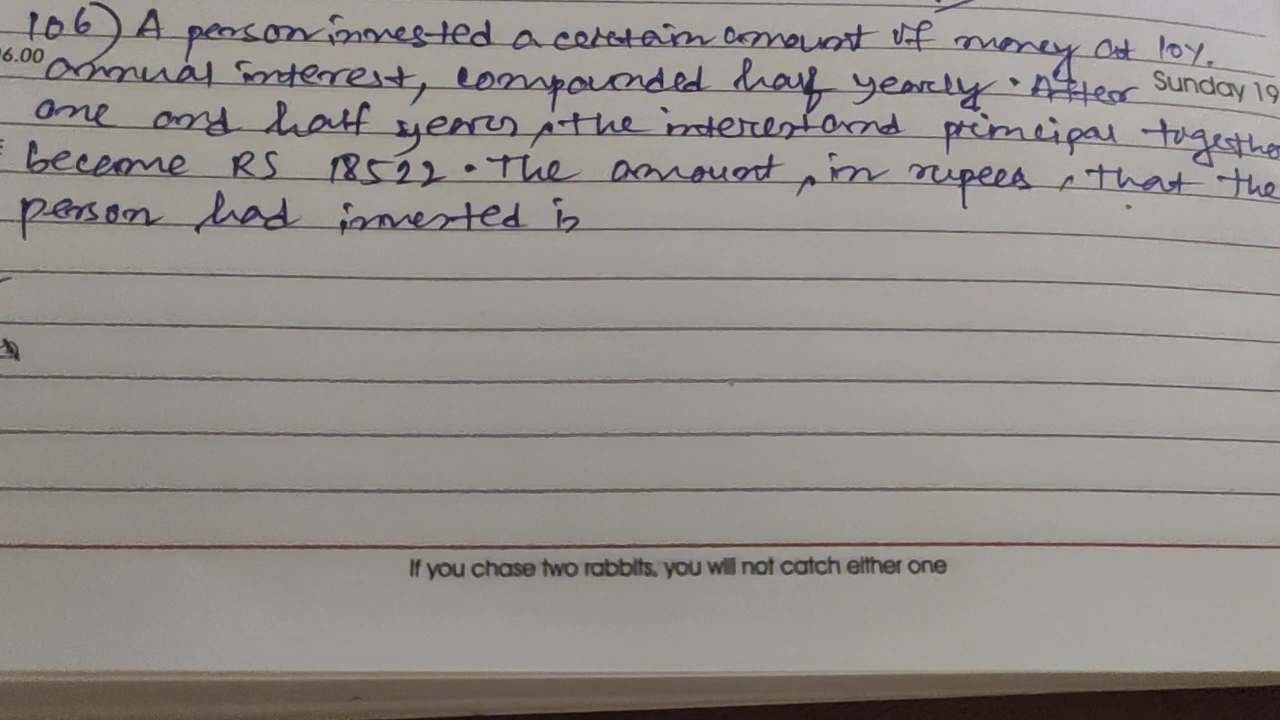 106) A person invested a certain amount of money at 10%.
6.00 annual interest, compounded half yearly. After Sunday 19
one and half years, the interest and principal together
become RS 18522. The amount, in rupees, that the
person had invested is
If you chase two rabbits, you will not catch either one